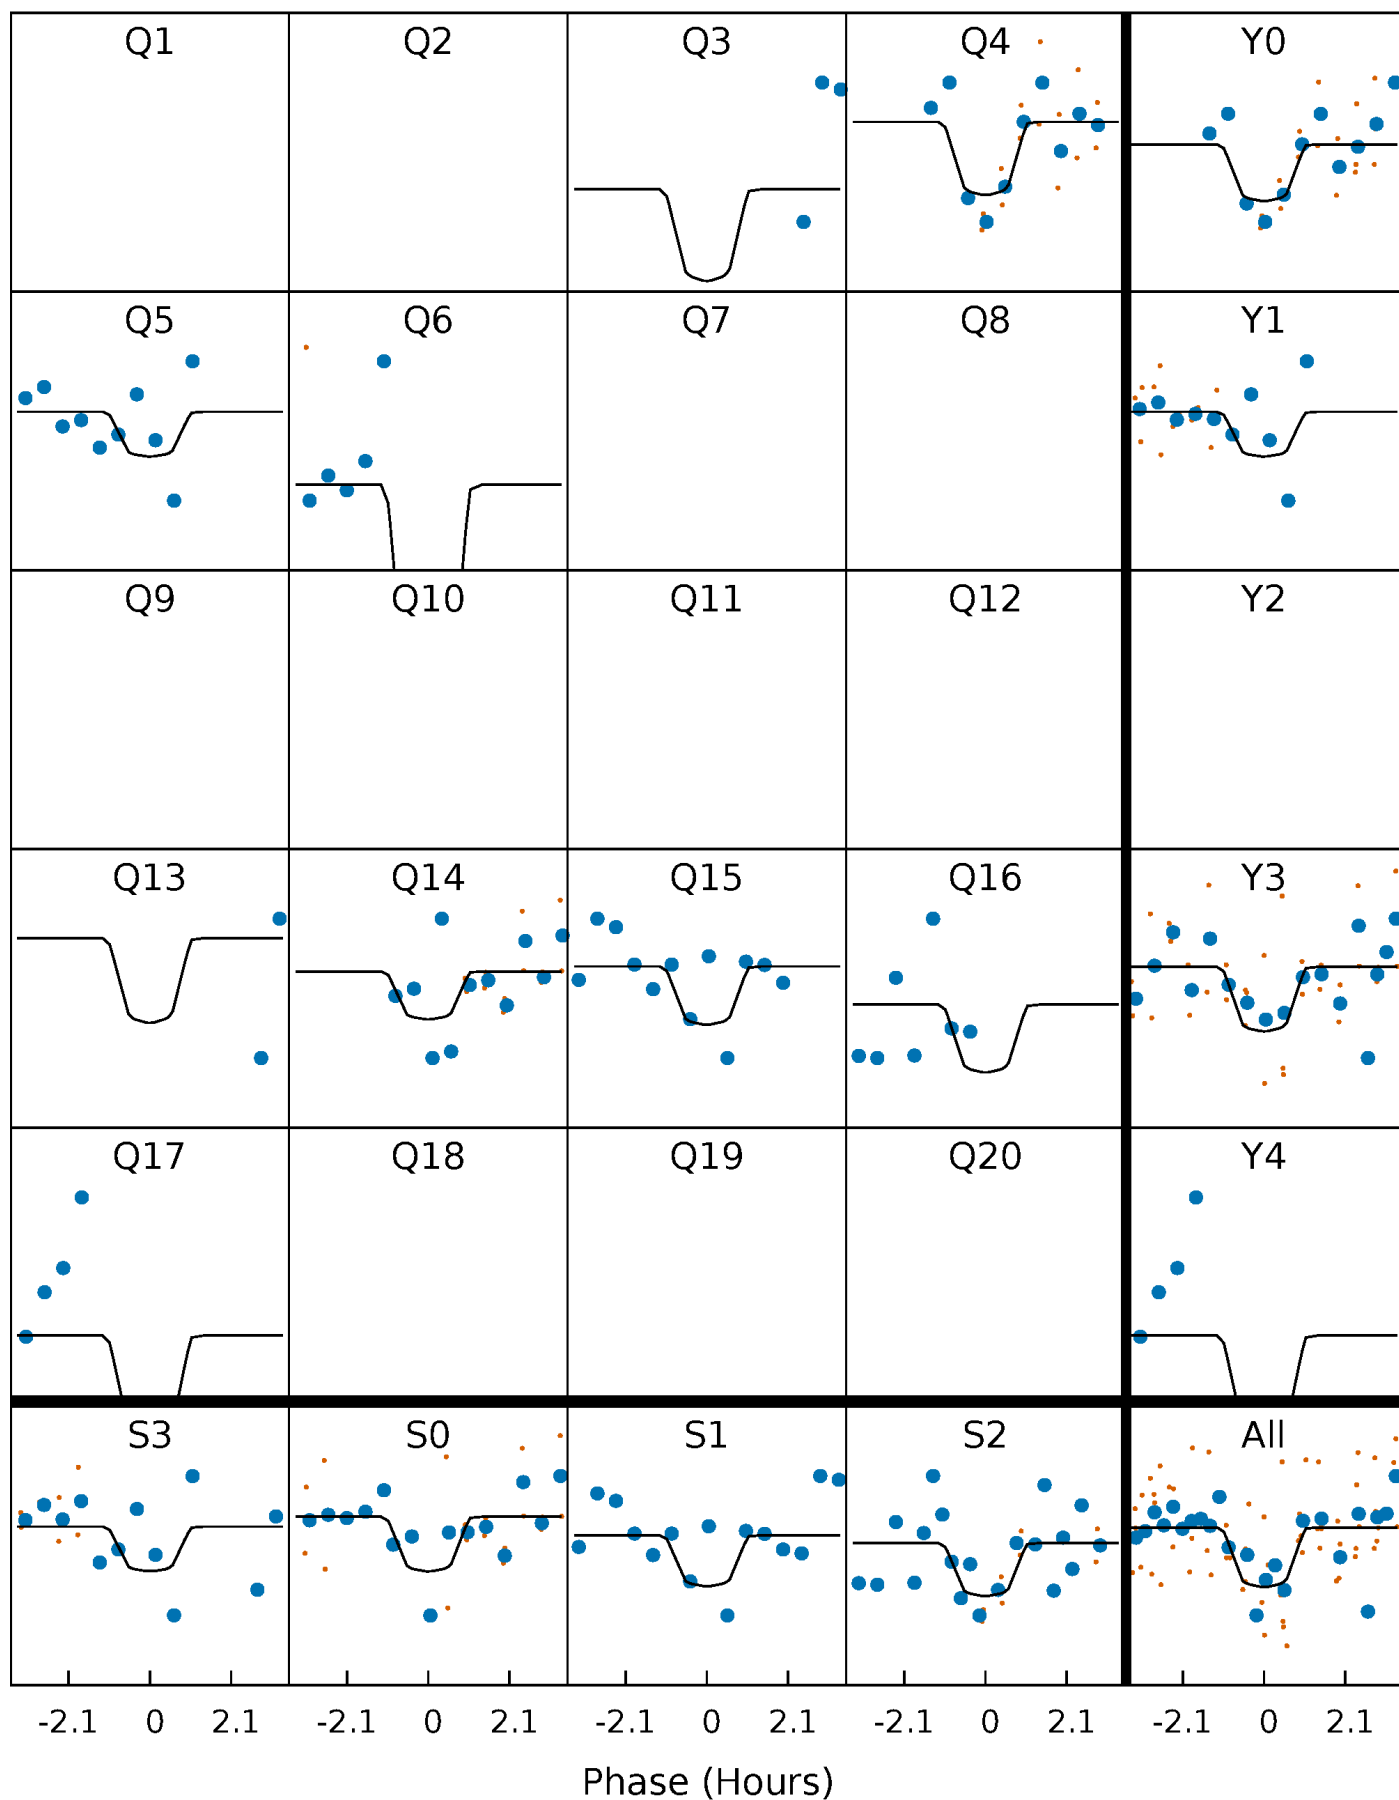 Q1 Q2 Q3 Q4 Y0
Q5 Q6 Q7 Q8 Y1
Q9 Q10 Q11 Q12 Y2
Q13 Q14 Q15 Q16 Y3
Q17 Q18 Q19 Q20 Y4
S3 S0 S1 S2 All
-2.1 0 2.1 -2.1 0 2.1 -2.1 0 2.1 -2.1 0 2.1 -2.1 0 2.1
Phase (Hours)